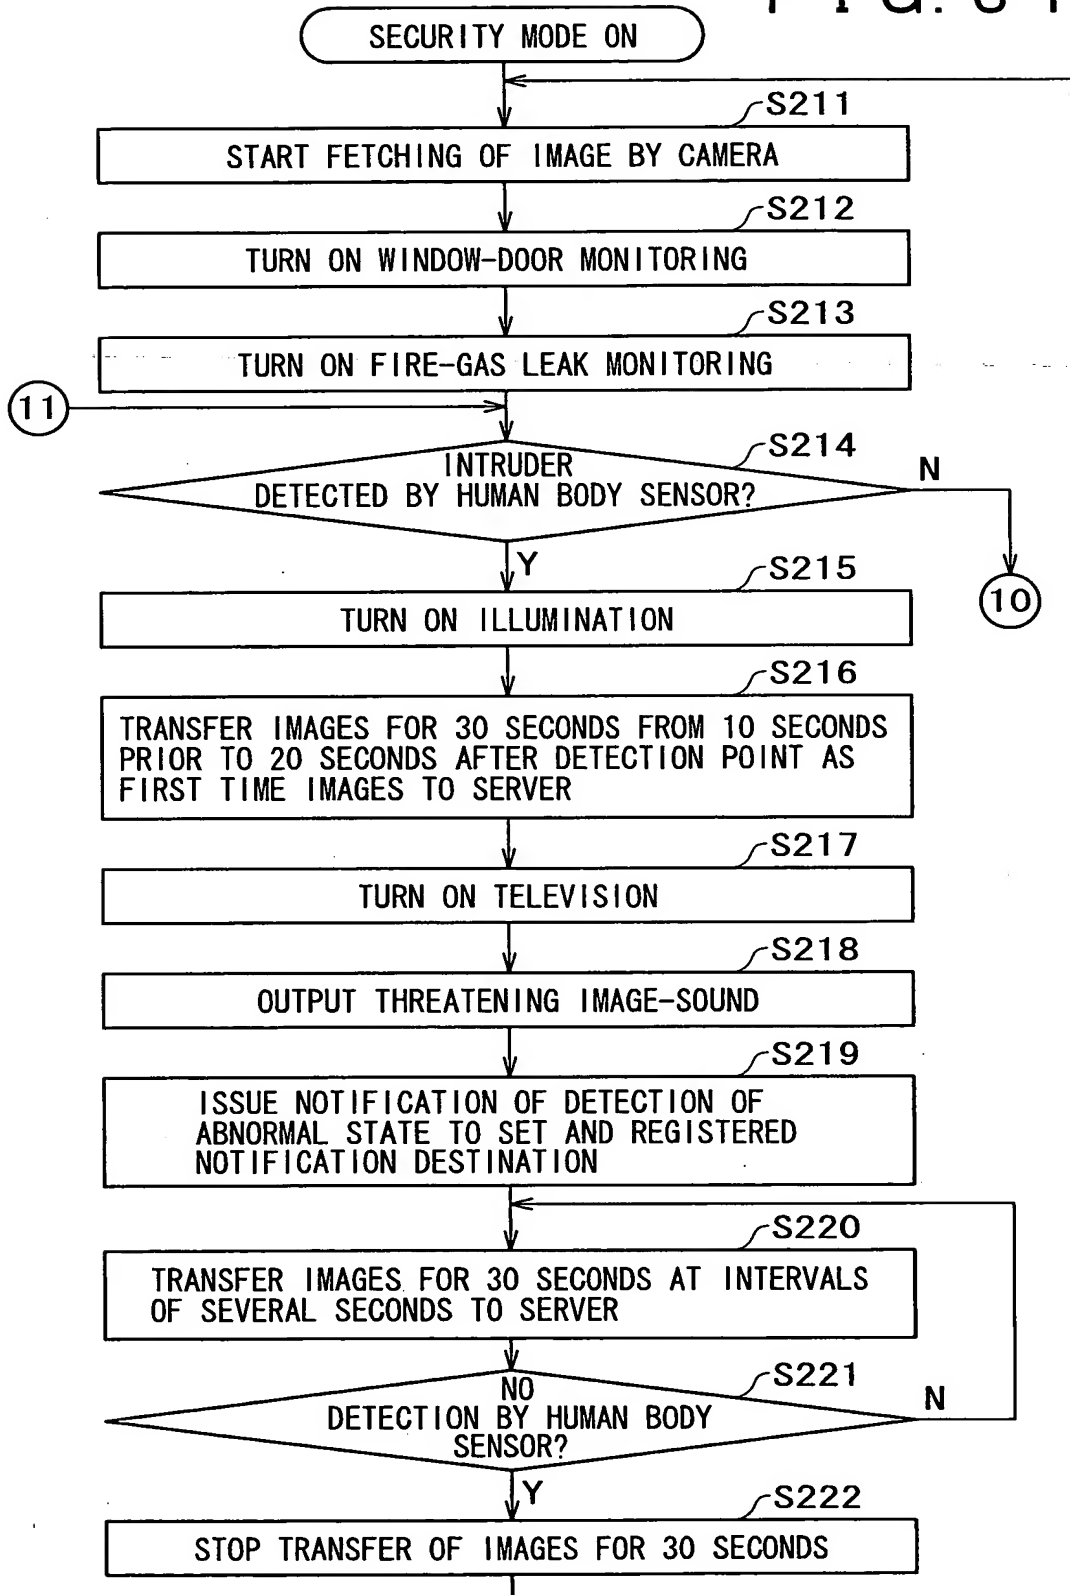 SECURITY MODE ON
S211
START FETCHING OF IMAGE BY CAMERA
S212
TURN ON WINDOW-DOOR MONITORING
S213
TURN ON FIRE-GAS LEAK MONITORING
11
S214
INTRUDER
DETECTED BY HUMAN BODY SENSOR?
N
Y
10
S215
TURN ON ILLUMINATION
S216
TRANSFER IMAGES FOR 30 SECONDS FROM 10 SECONDS
PRIOR TO 20 SECONDS AFTER DETECTION POINT AS
FIRST TIME IMAGES TO SERVER
S217
TURN ON TELEVISION
S218
OUTPUT THREATENING IMAGE-SOUND
S219
ISSUE NOTIFICATION OF DETECTION OF
ABNORMAL STATE TO SET AND REGISTERED
NOTIFICATION DESTINATION
S220
TRANSFER IMAGES FOR 30 SECONDS AT INTERVALS
OF SEVERAL SECONDS TO SERVER
S221
NO
DETECTION BY HUMAN BODY
SENSOR?
N
Y
S222
STOP TRANSFER OF IMAGES FOR 30 SECONDS